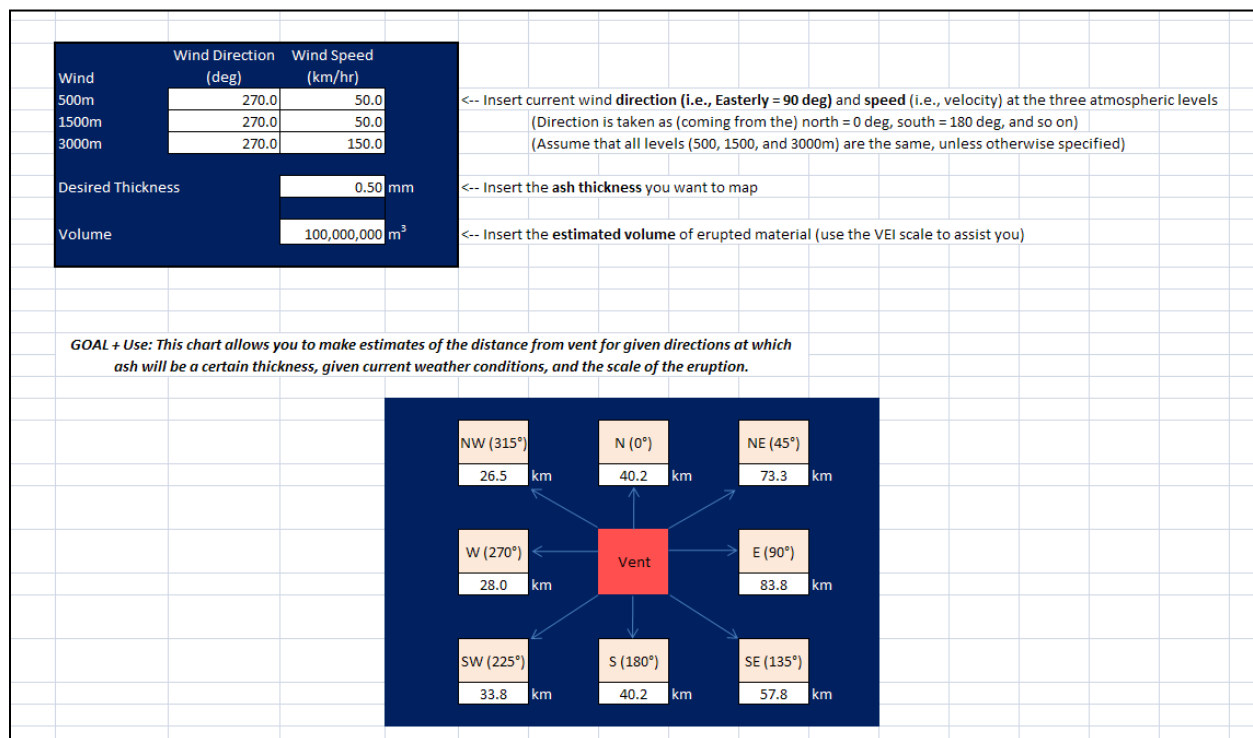 Wind Direction Wind Speed
Wind (deg) (km/hr)
500m 270.0 50.0 <-- Insert current wind direction (i.e., Easterly = 90 deg) and speed (i.e., velocity) at the three atmospheric levels
1500m 270.0 50.0 (Direction is taken as (coming from the) north = 0 deg, south = 180 deg, and so on)
3000m 270.0 150.0 (Assume that all levels (500, 1500, and 3000m) are the same, unless otherwise specified)
Desired Thickness 0.50 mm <-- Insert the ash thickness you want to map
Volume 100,000,000 m³ <-- Insert the estimated volume of erupted material (use the VEI scale to assist you)
GOAL + Use: This chart allows you to make estimates of the distance from vent for given directions at which
ash will be a certain thickness, given current weather conditions, and the scale of the eruption.
NW (315°) N (0°) NE (45°)
26.5 km 40.2 km 73.3 km
W (270°) Vent E (90°)
28.0 km 83.8 km
SW (225°) S (180°) SE (135°)
33.8 km 40.2 km 57.8 km